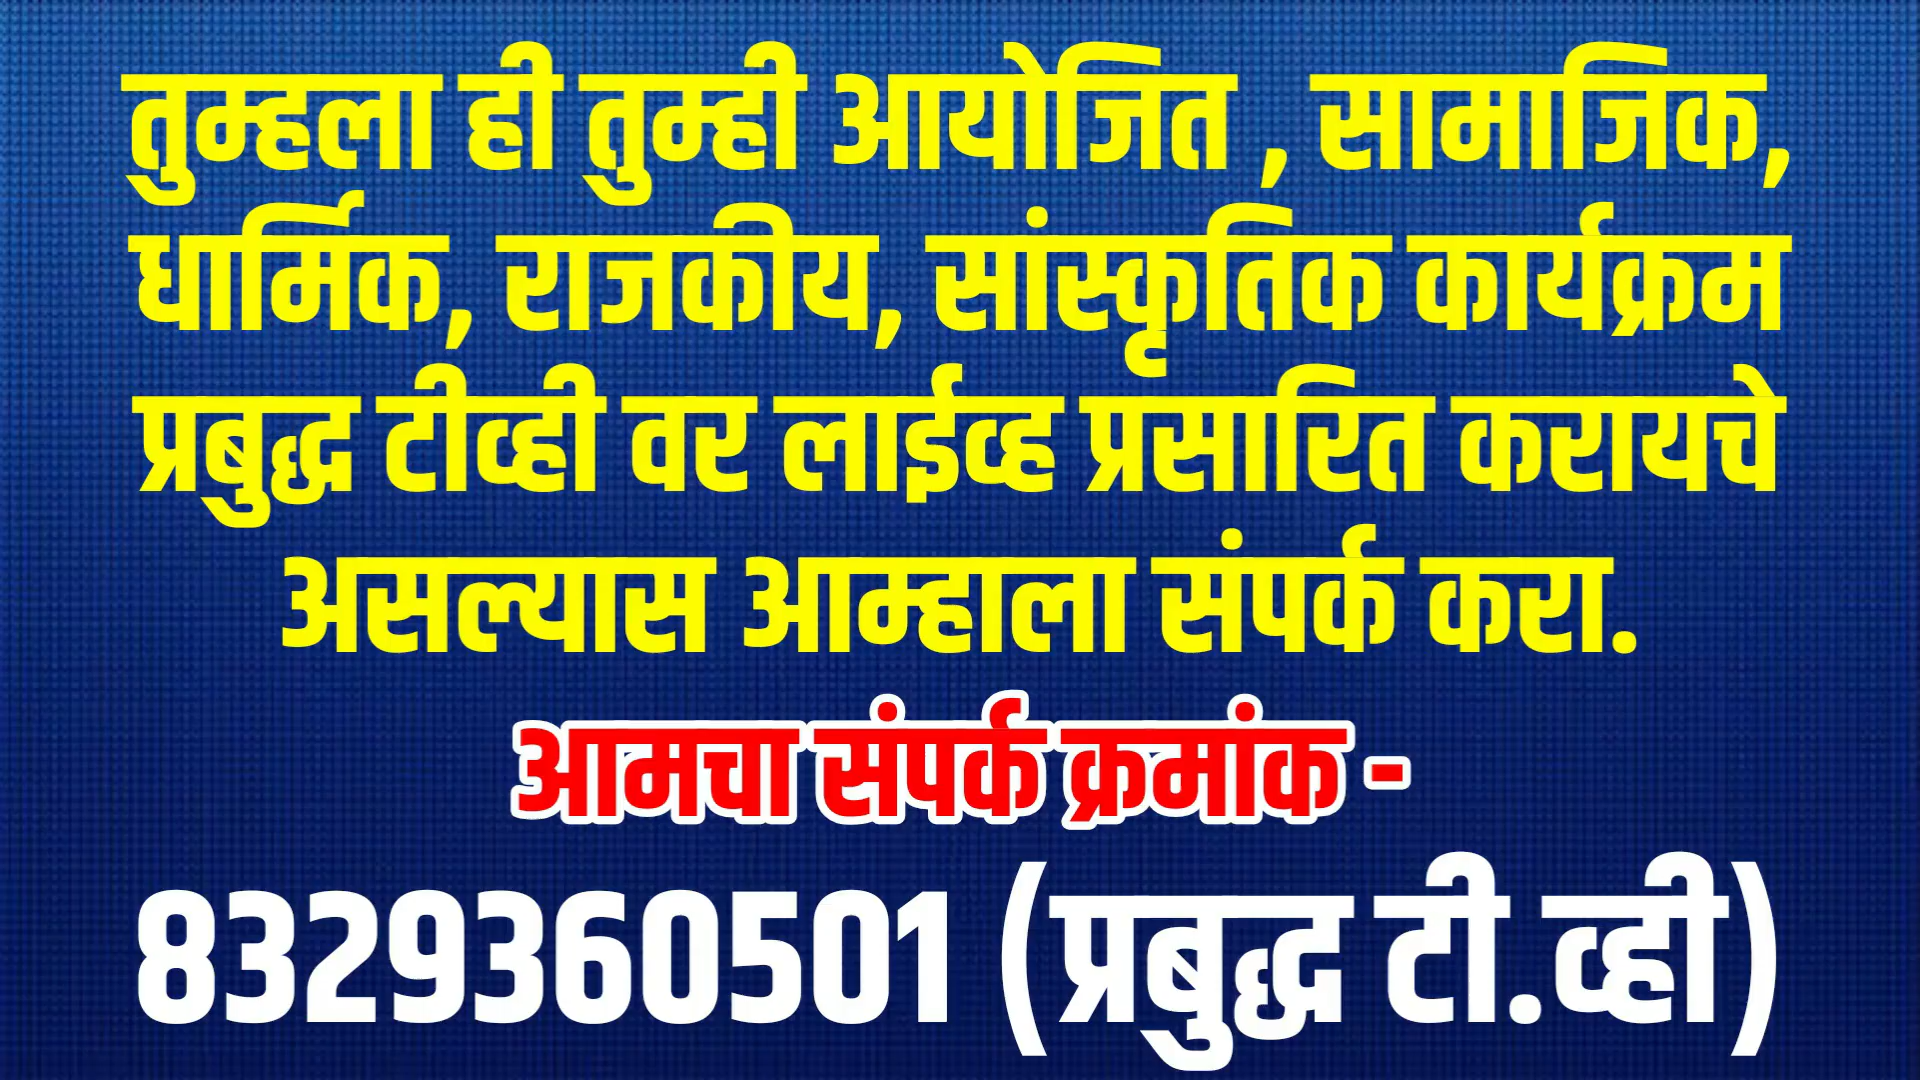 तुम्हला ही तुम्ही आयोजित , सामाजिक,
धार्मिक, राजकीय, सांस्कृतिक कार्यक्रम
प्रबुद्ध टीव्ही वर लाईव्ह प्रसारित करायचे
असल्यास आम्हाला संपर्क करा.
आमचा संपर्क क्रमांक -
8329360501 (प्रबुद्ध टी.व्ही)